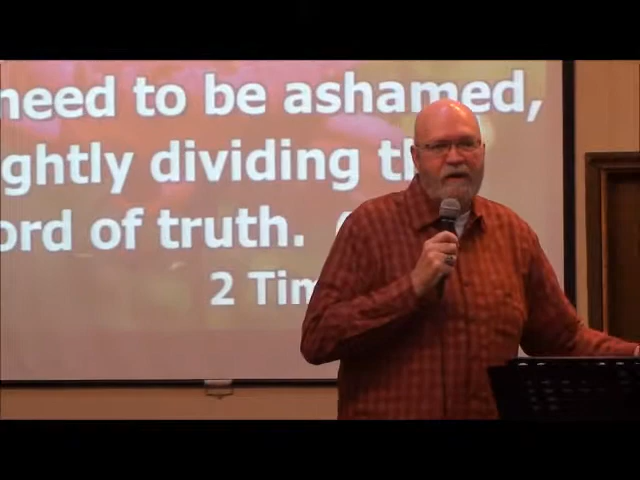 need to be ashamed,
ghtly dividing th
ord of truth.
2 Tim